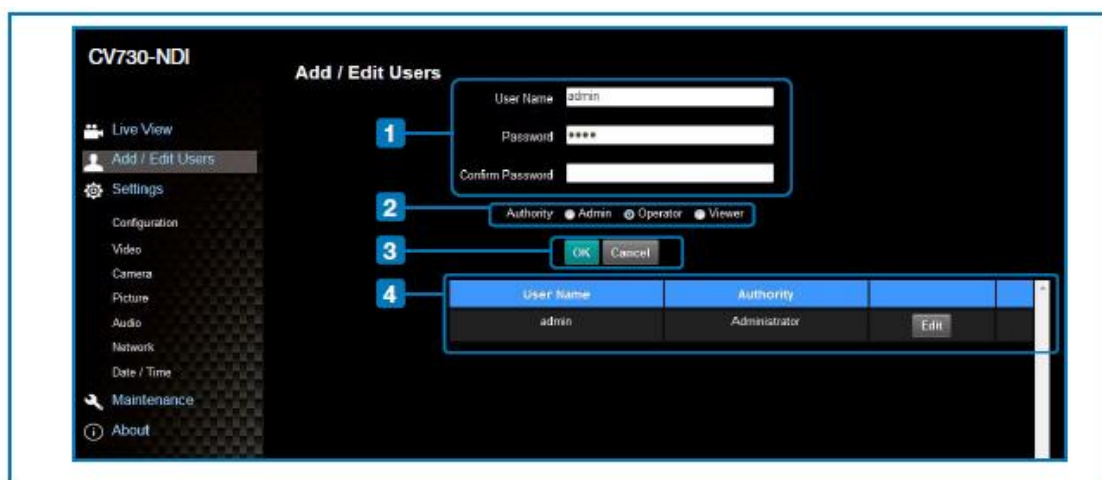 CV730-NDI
Live View
Add / Edit Users
Settings
Configuration
Video
Camera
Picture
Audio
Network
Date / Time
Maintenance
About
Add / Edit Users
1
User Name admin
Password ****
Confirm Password
2
Authority Admin Operator Viewer
3
OK Cancel
4
User Name Authority
admin Administrator Edit